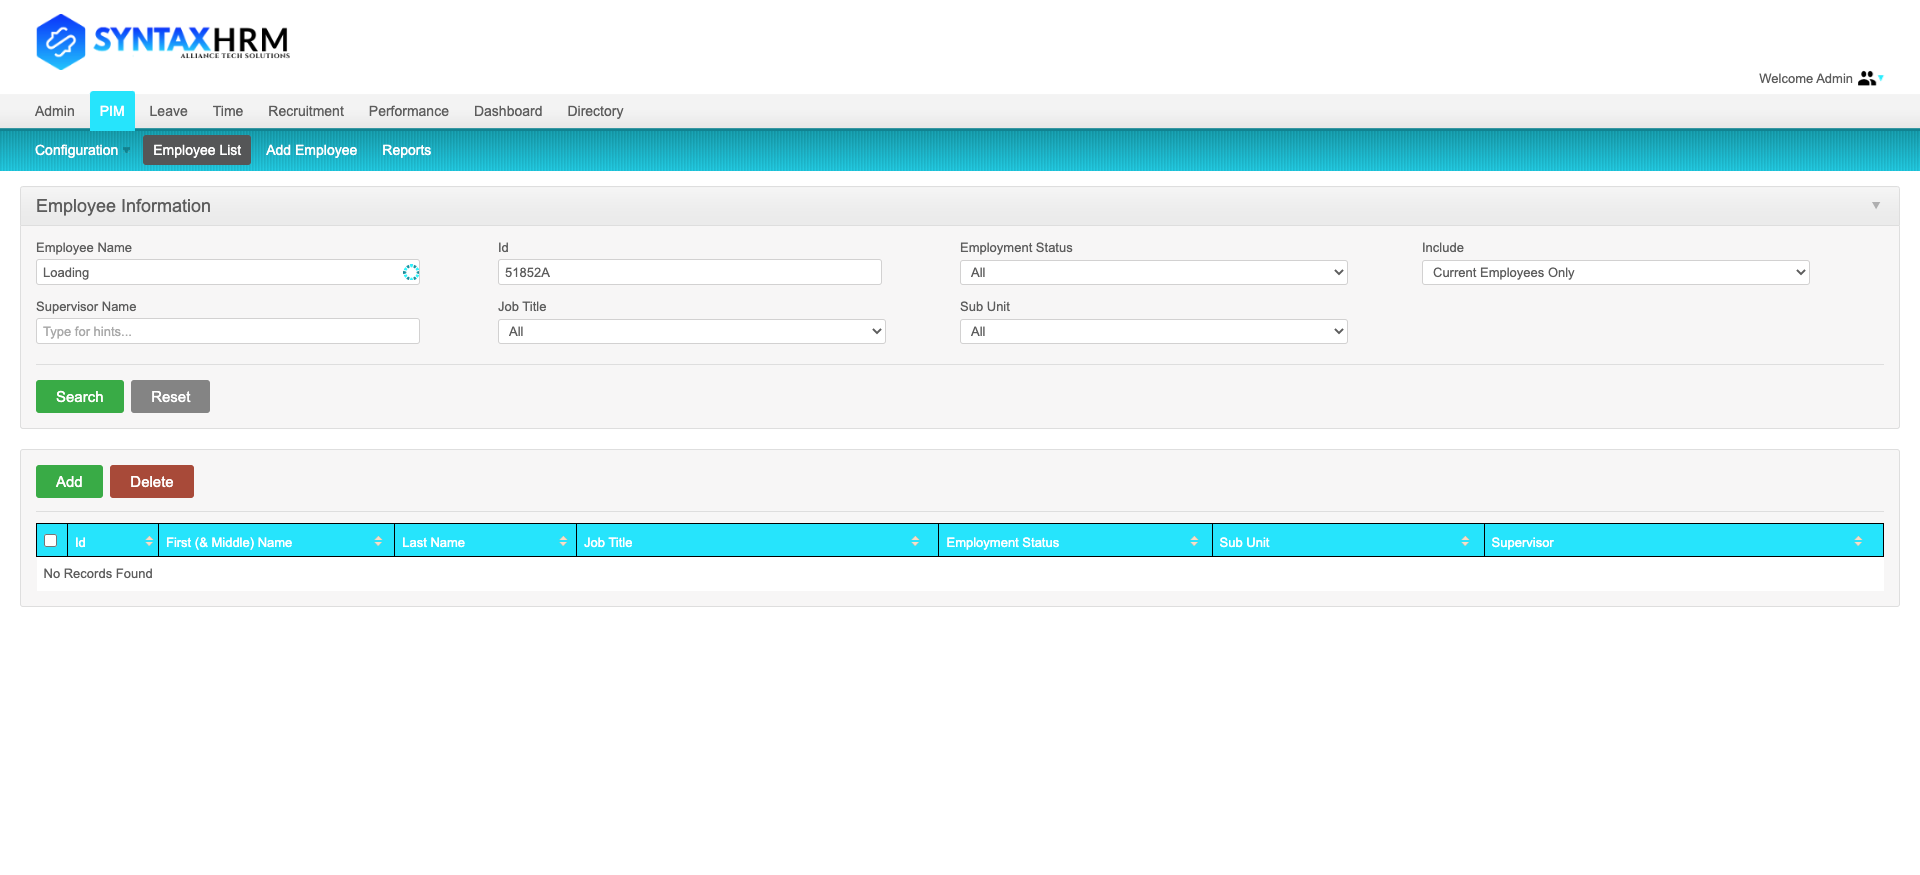 SYNTAXHRM
ALLIANCE TECH SOLUTIONS
Welcome Admin
Admin PIM Leave Time Recruitment Performance Dashboard Directory
Configuration Employee List Add Employee Reports
Employee Information
Employee Name Id Employment Status Include
Loading 51852A All Current Employees Only
Supervisor Name Job Title Sub Unit
Type for hints... All All
Search Reset
Add Delete
Id First (& Middle) Name Last Name Job Title Employment Status Sub Unit Supervisor
No Records Found